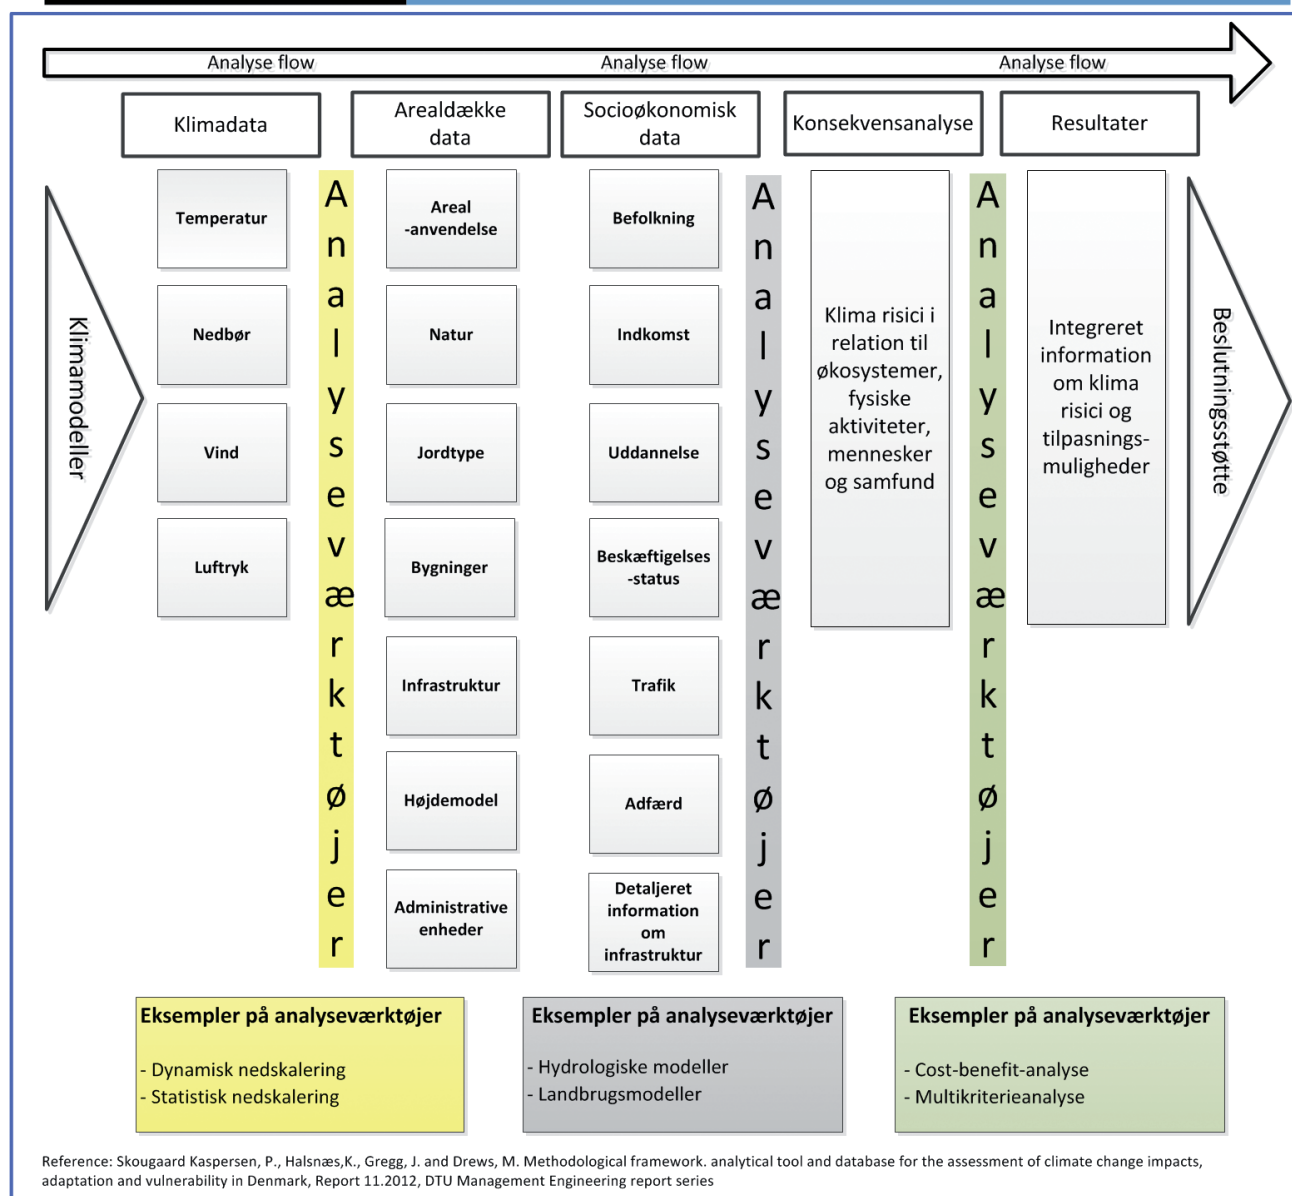 Analyse flow
Analyse flow
Analyse flow
Klimadata
Arealdække
data
Socioøkonomisk
data
Konsekvensanalyse
Resultater
Klimamodeller
Temperatur
Nedbør
Vind
Luftryk
Analyseværktøjer
Areal
-anvendelse
Natur
Jordtype
Bygninger
Infrastruktur
Højdemodel
Administrative
enheder
Befolkning
Indkomst
Uddannelse
Beskæftigelses
-status
Trafik
Adfærd
Detaljeret
information
om
infrastruktur
Analyseværktøjer
Klima risici i
relation til
økosystemer,
fysiske
aktiviteter,
mennesker
og samfund
Analyseværktøjer
Integreret
information
om klima
risici og
tilpasnings-
muligheder
Beslutningsstøtte
Eksempler på analyseværktøjer
- Dynamisk nedskalering
- Statistisk nedskalering
Eksempler på analyseværktøjer
- Hydrologiske modeller
- Landbrugsmodeller
Eksempler på analyseværktøjer
- Cost-benefit-analyse
- Multikriterieanalyse
Reference: Skougaard Kaspersen, P., Halsnæs,K., Gregg, J. and Drews, M. Methodological framework. analytical tool and database for the assessment of climate change impacts,
adaptation and vulnerability in Denmark, Report 11.2012, DTU Management Engineering report series